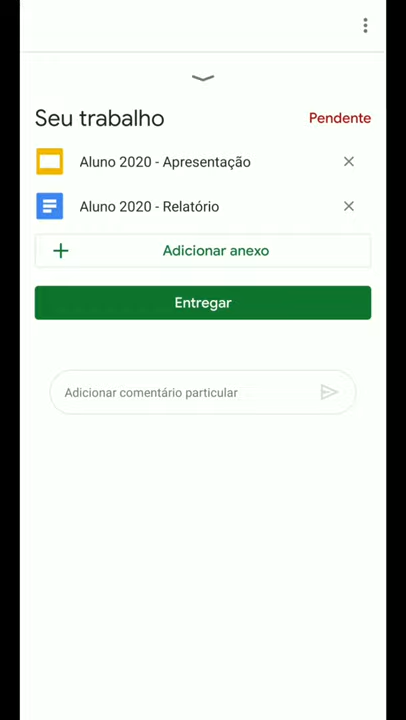 Seu trabalho
Pendente
Aluno 2020 - Apresentação
Aluno 2020 - Relatório
Adicionar anexo
Entregar
Adicionar comentário particular